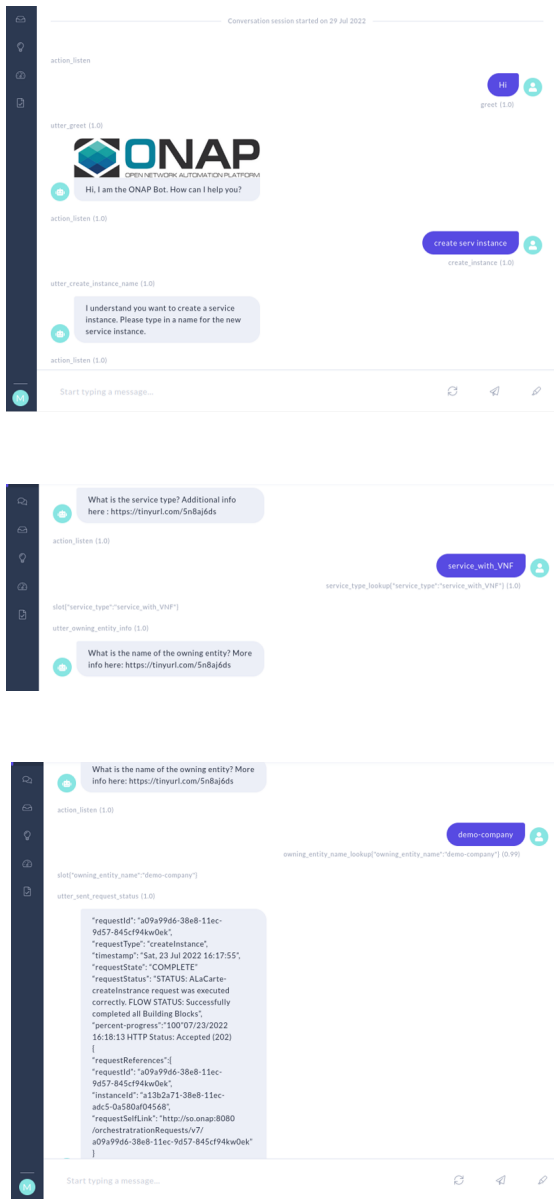 Conversation session started on 29 Jul 2022
action_listen
Hi
greet (1.0)
utter_greet (1.0)
ONAP
OPEN NETWORK AUTOMATION PLATFORM
Hi, I am the ONAP Bot. How can I help you?
action_listen (1.0)
create serv instance
create_instance (1.0)
utter_create_instance_name (1.0)
I understand you want to create a service
instance. Please type in a name for the new
service instance.
action_listen (1.0)
M
Start typing a message...
What is the service type? Additional info
here : https://tinyurl.com/5n8aj6ds
action_listen (1.0)
service_with_VNF
service_type_lookup{"service_type":"service_with_VNF"} (1.0)
slot{"service_type":"service_with_VNF"}
utter_owning_entity_info (1.0)
What is the name of the owning entity? More
info here: https://tinyurl.com/5n8aj6ds
What is the name of the owning entity? More
info here: https://tinyurl.com/5n8aj6ds
action_listen (1.0)
demo-company
owning_entity_name_lookup{"owning_entity_name":"demo-company"} (0.99)
slot{"owning_entity_name":"demo-company"}
utter_sent_request_status (1.0)
"requestId": "a09a99d6-38e8-11ec-
9d57-845cf94kw0ek",
"requestType": "createInstance",
"timestamp": "Sat, 23 Jul 2022 16:17:55",
"requestState": "COMPLETE"
"requestStatus": "STATUS: ALaCarte-
createInstrance request was executed
correctly. FLOW STATUS: Successfully
completed all Building Blocks",
"percent-progress":"100"07/23/2022
16:18:13 HTTP Status: Accepted (202)
{
"requestReferences":{
"requestId": "a09a99d6-38e8-11ec-
9d57-845cf94kw0ek",
"instanceId": "a13b2a71-38e8-11ec-
adc5-0a580af04568",
"requestSelfLink": "http://so.onap:8080
/orchestratrationRequests/v7/
a09a99d6-38e8-11ec-9d57-845cf94kw0ek"
}
M
Start typing a message...